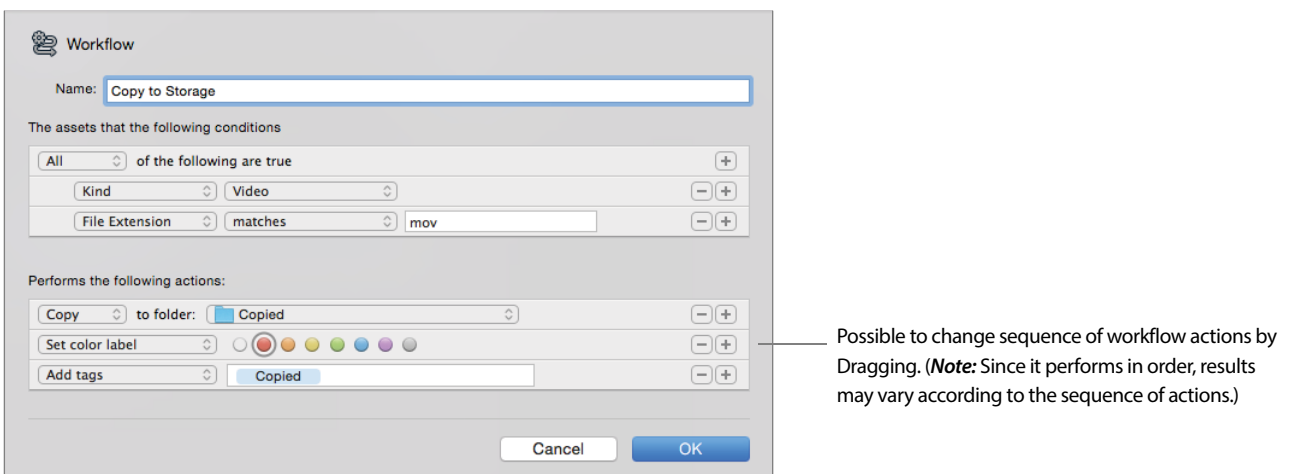 Workflow
Name: Copy to Storage
The assets that the following conditions
All of the following are true
Kind Video
File Extension matches mov
Performs the following actions:
Copy to folder: Copied
Set color label
Add tags Copied
Cancel OK
Possible to change sequence of workflow actions by
Dragging. (Note: Since it performs in order, results
may vary according to the sequence of actions.)